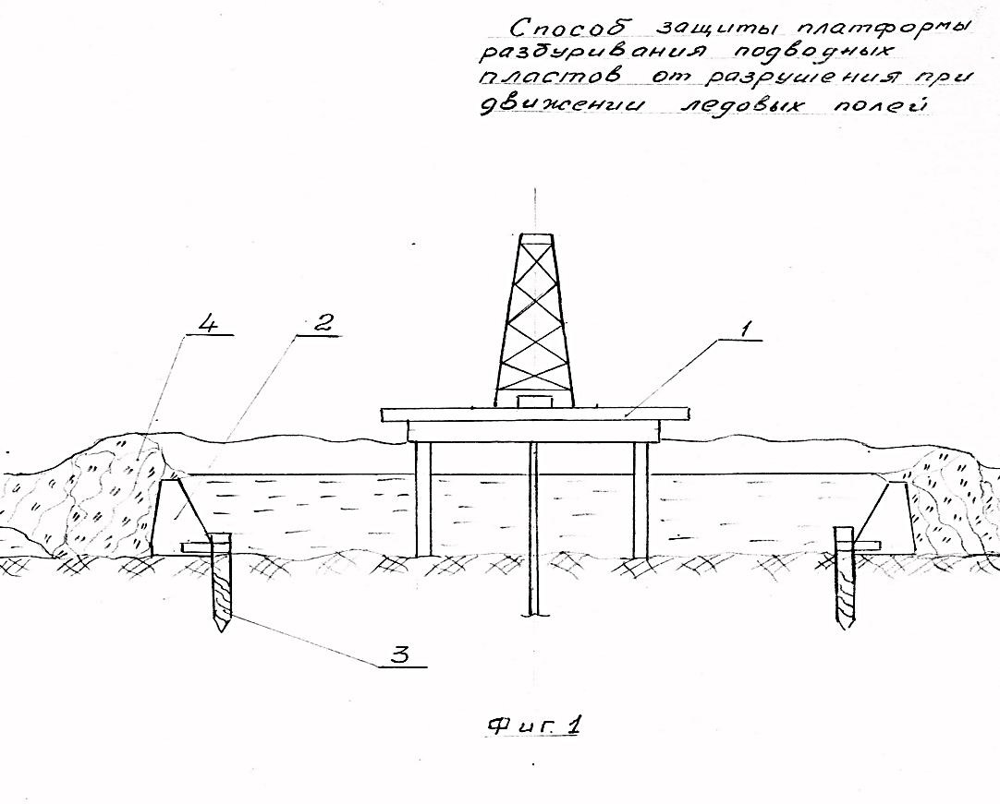 Способ защиты платформы
разбуривания подводных
пластов от разрушения при
движении ледовых полей
4
2
1
3
Фиг. 1